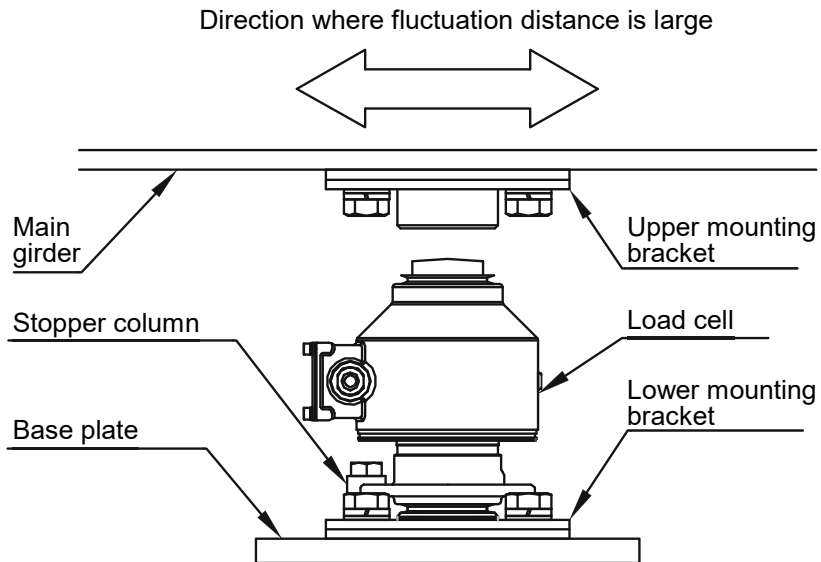 Direction where fluctuation distance is large
Main
girder
Upper mounting
bracket
Stopper column
Load cell
Lower mounting
bracket
Base plate